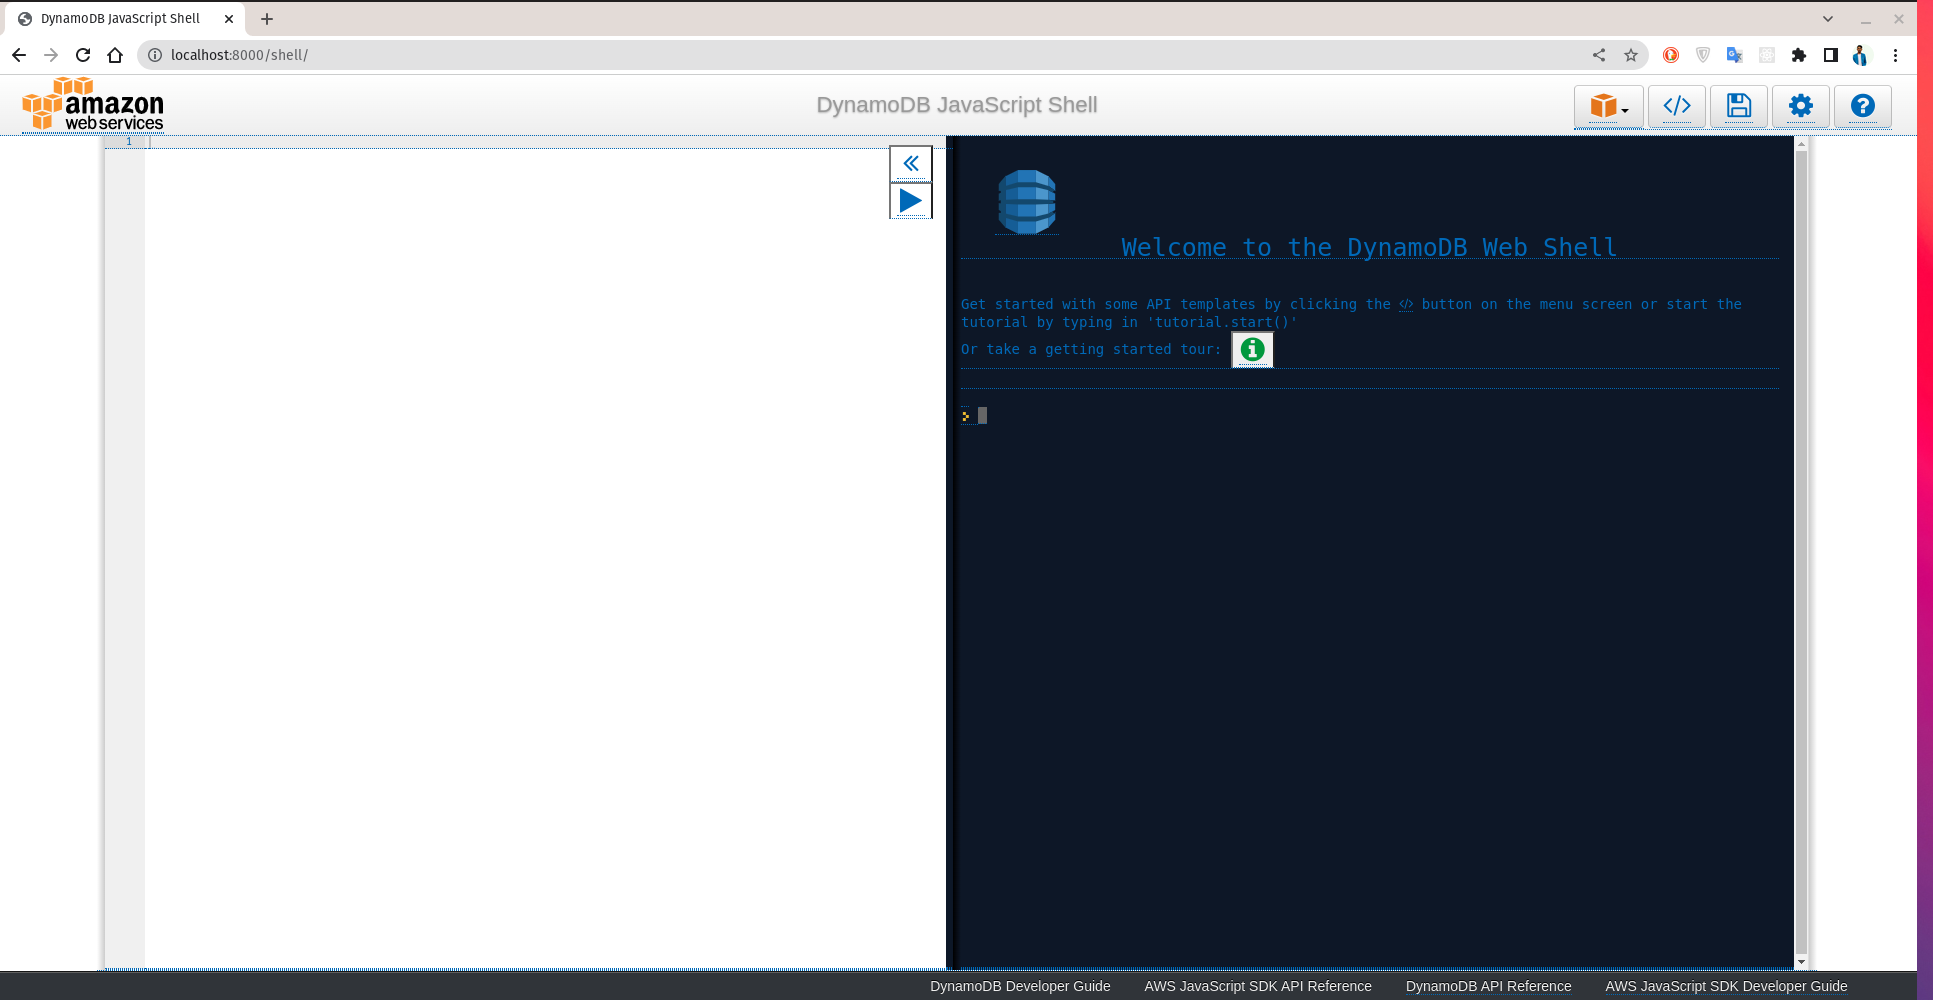 DynamoDB JavaScript Shell
localhost:8000/shell/
amazon
web services
DynamoDB JavaScript Shell
</>
?
1
Welcome to the DynamoDB Web Shell
Get started with some API templates by clicking the </> button on the menu screen or start the
tutorial by typing in 'tutorial.start()'
Or take a getting started tour:
>
DynamoDB Developer Guide AWS JavaScript SDK API Reference DynamoDB API Reference AWS JavaScript SDK Developer Guide